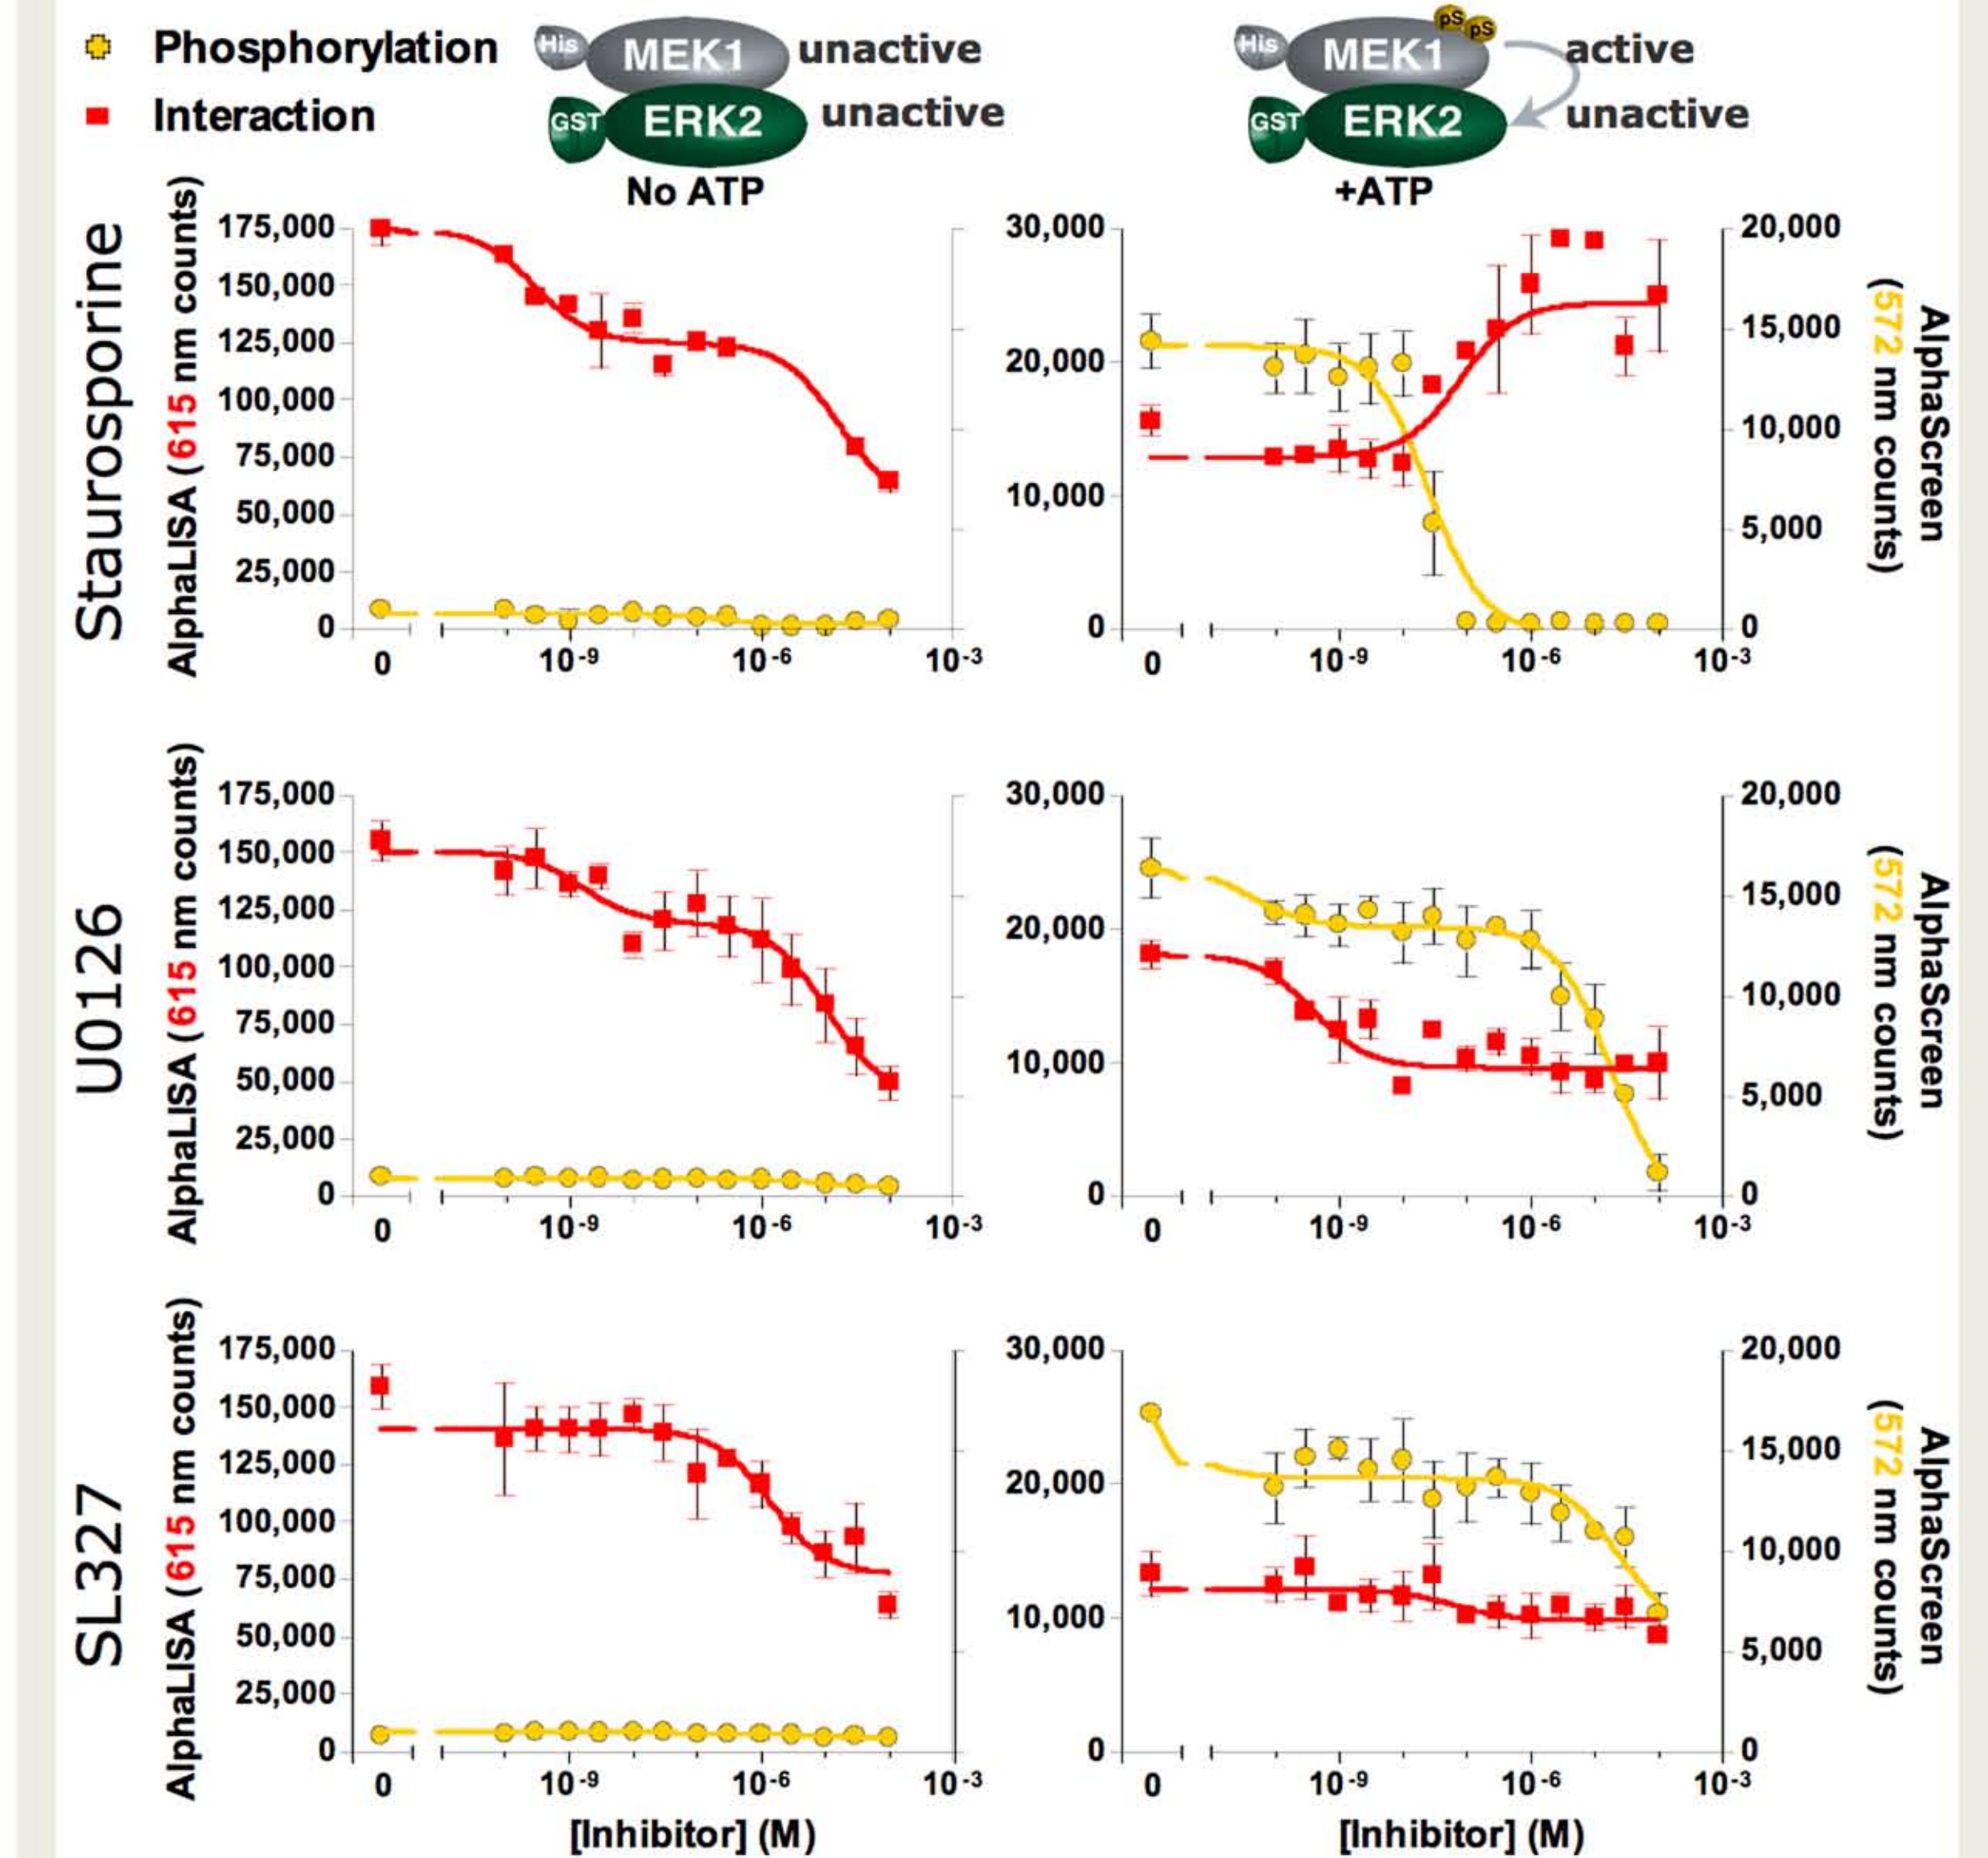 Phosphorylation
Interaction
His MEK1 unactive
GST ERK2 unactive
No ATP
His MEK1 pS pS active
GST ERK2 unactive
+ATP
Staurosporine
AlphaLISA (615 nm counts)
175,000
150,000
125,000
100,000
75,000
50,000
25,000
0
0 10-9 10-6 10-3
30,000
20,000
10,000
0
0 10-9 10-6 10-3
20,000
15,000
10,000
5,000
0
AlphaScreen
(572 nm counts)
U0126
AlphaLISA (615 nm counts)
175,000
150,000
125,000
100,000
75,000
50,000
25,000
0
0 10-9 10-6 10-3
30,000
20,000
10,000
0
0 10-9 10-6 10-3
20,000
15,000
10,000
5,000
0
AlphaScreen
(572 nm counts)
SL327
AlphaLISA (615 nm counts)
175,000
150,000
125,000
100,000
75,000
50,000
25,000
0
0 10-9 10-6 10-3
[Inhibitor] (M)
30,000
20,000
10,000
0
0 10-9 10-6 10-3
[Inhibitor] (M)
20,000
15,000
10,000
5,000
0
AlphaScreen
(572 nm counts)